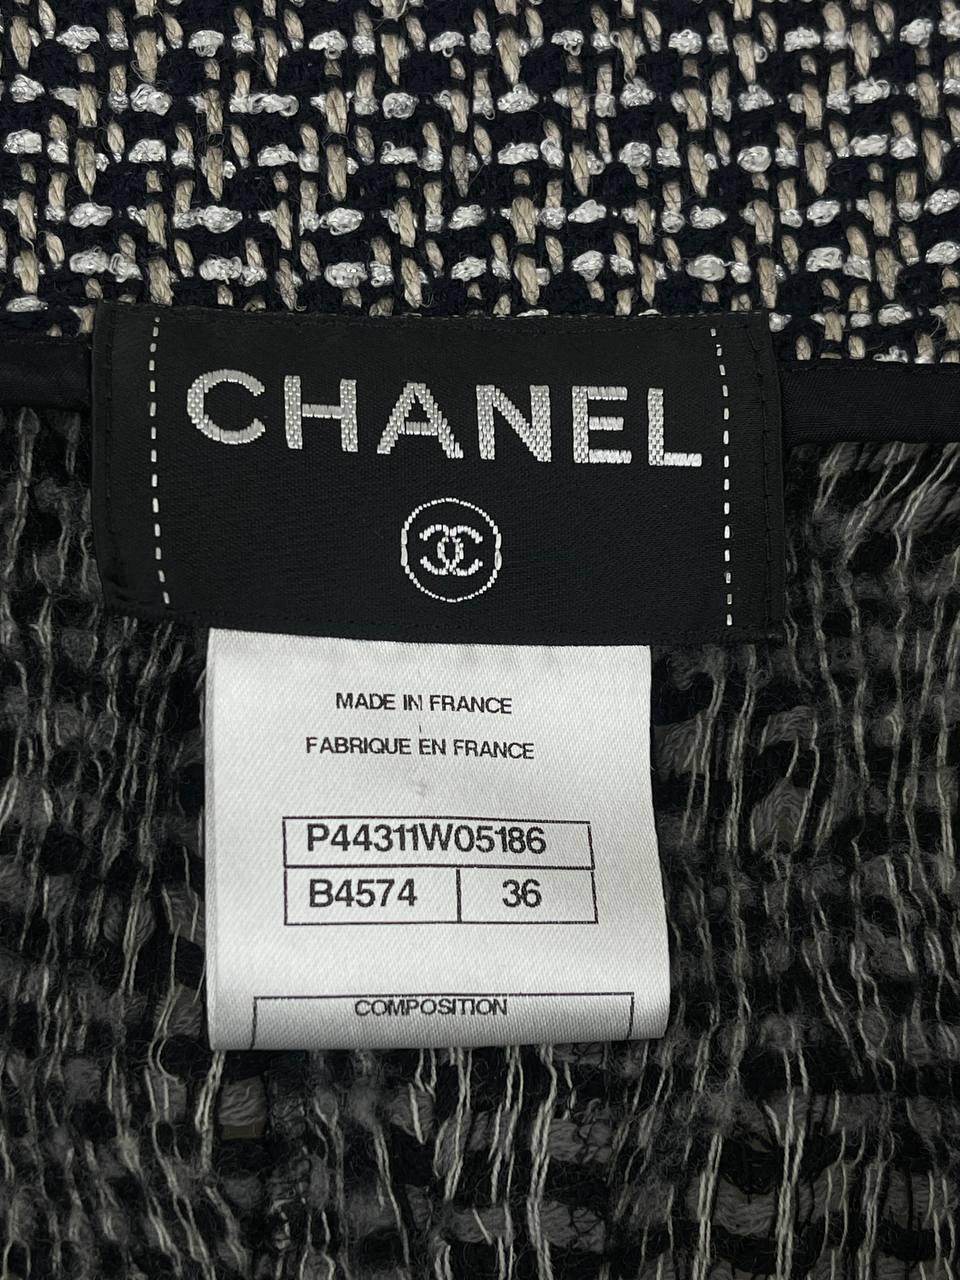 CHANEL
MADE IN FRANCE
FABRIQUE EN FRANCE
P44311W05186
B4574 36
COMPOSITION